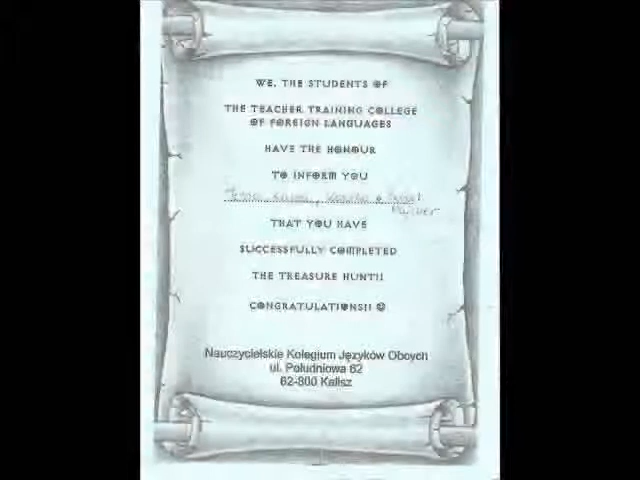 WE, THE STUDENTS OF
THE TEACHER TRAINING COLLEGE
OF FOREIGN LANGUAGES
HAVE THE HONOUR
TO INFORM YOU
THAT YOU HAVE
SUCCESSFULLY COMPLETED
THE TREASURE HUNT!!
CONGRATULATIONS!! ☺
Nauczycielskie Kolegium Języków Obcych
ul. Południowa 62
62-800 Kalisz